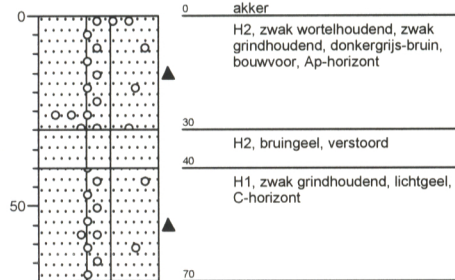 0
0 akker
H2, zwak wortelhoudend, zwak
grindhoudend, donkergrijs-bruin,
bouwvoor, Ap-horizont
30
H2, bruingeel, verstoord
40
H1, zwak grindhoudend, lichtgeel,
C-horizont
50
70